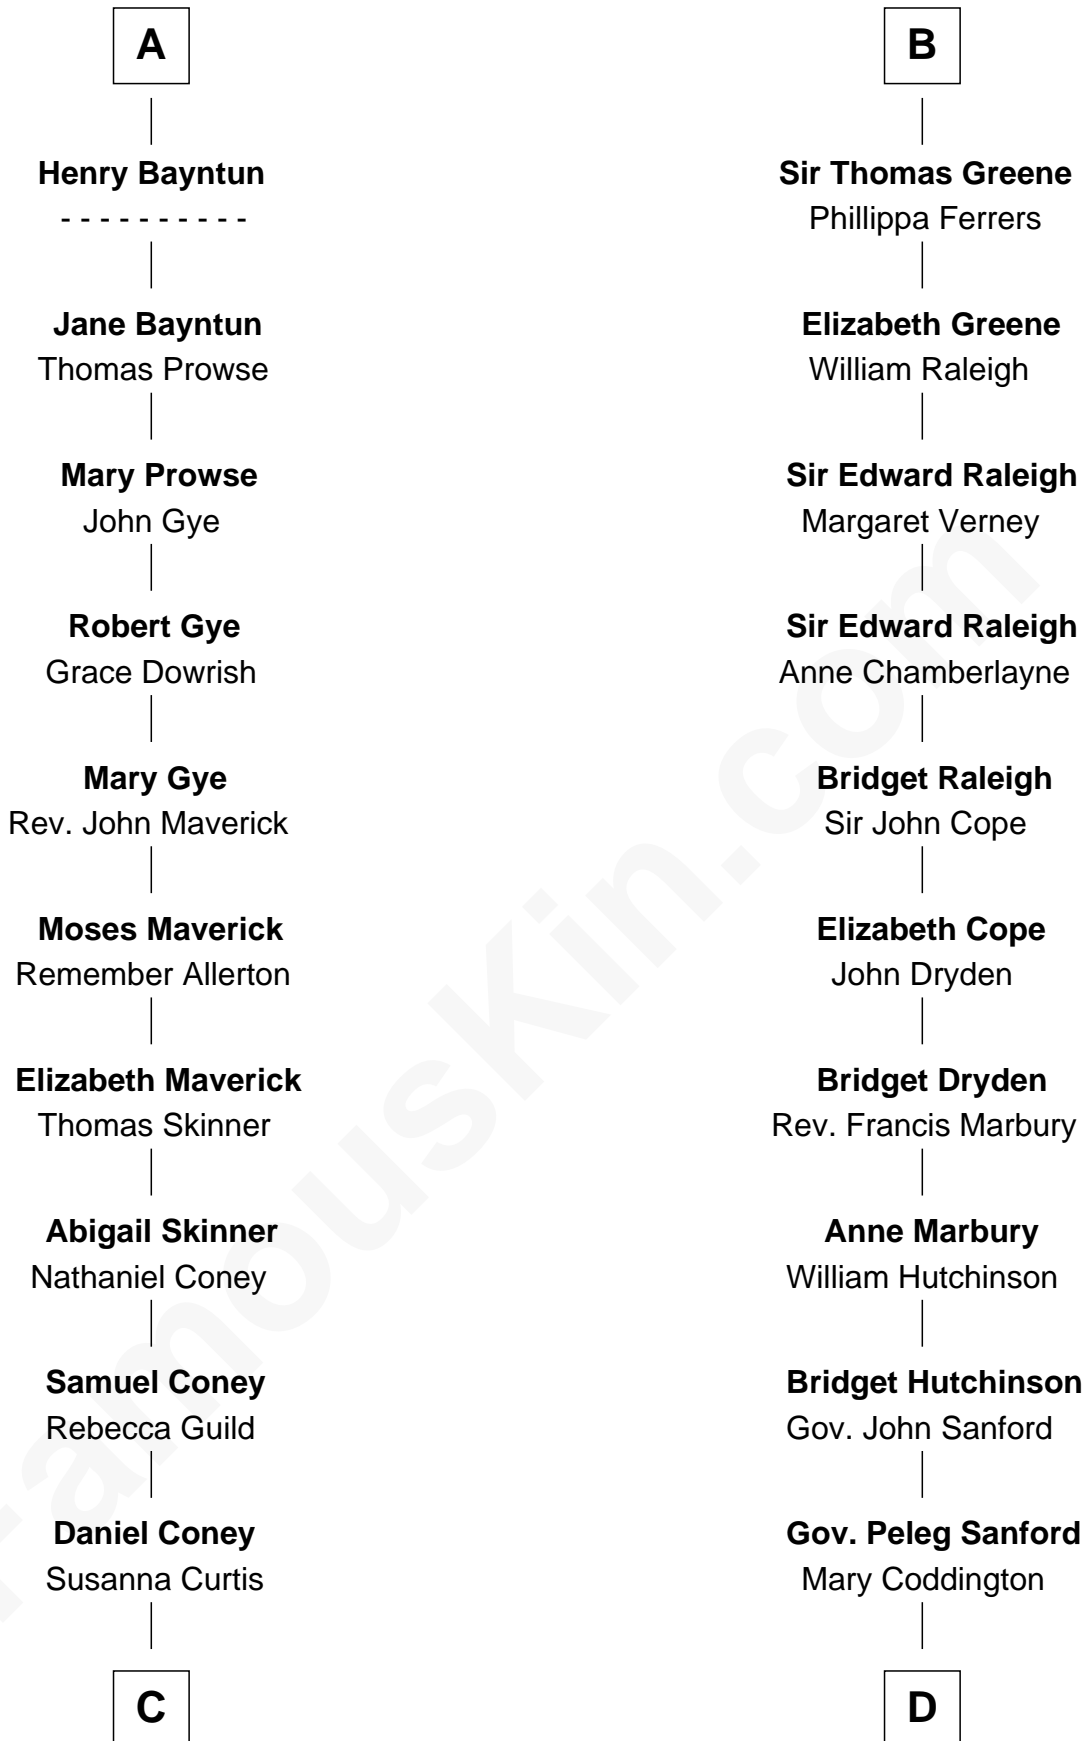 A
Henry Bayntun
- - - - - - - - - -
Jane Bayntun
Thomas Prowse
Mary Prowse
John Gye
Robert Gye
Grace Dowrish
Mary Gye
Rev. John Maverick
Moses Maverick
Remember Allerton
Elizabeth Maverick
Thomas Skinner
Abigail Skinner
Nathaniel Coney
Samuel Coney
Rebecca Guild
Daniel Coney
Susanna Curtis
C
B
Sir Thomas Greene
Phillippa Ferrers
Elizabeth Greene
William Raleigh
Sir Edward Raleigh
Margaret Verney
Sir Edward Raleigh
Anne Chamberlayne
Bridget Raleigh
Sir John Cope
Elizabeth Cope
John Dryden
Bridget Dryden
Rev. Francis Marbury
Anne Marbury
William Hutchinson
Bridget Hutchinson
Gov. John Sanford
Gov. Peleg Sanford
Mary Coddington
D
FamousKin.com